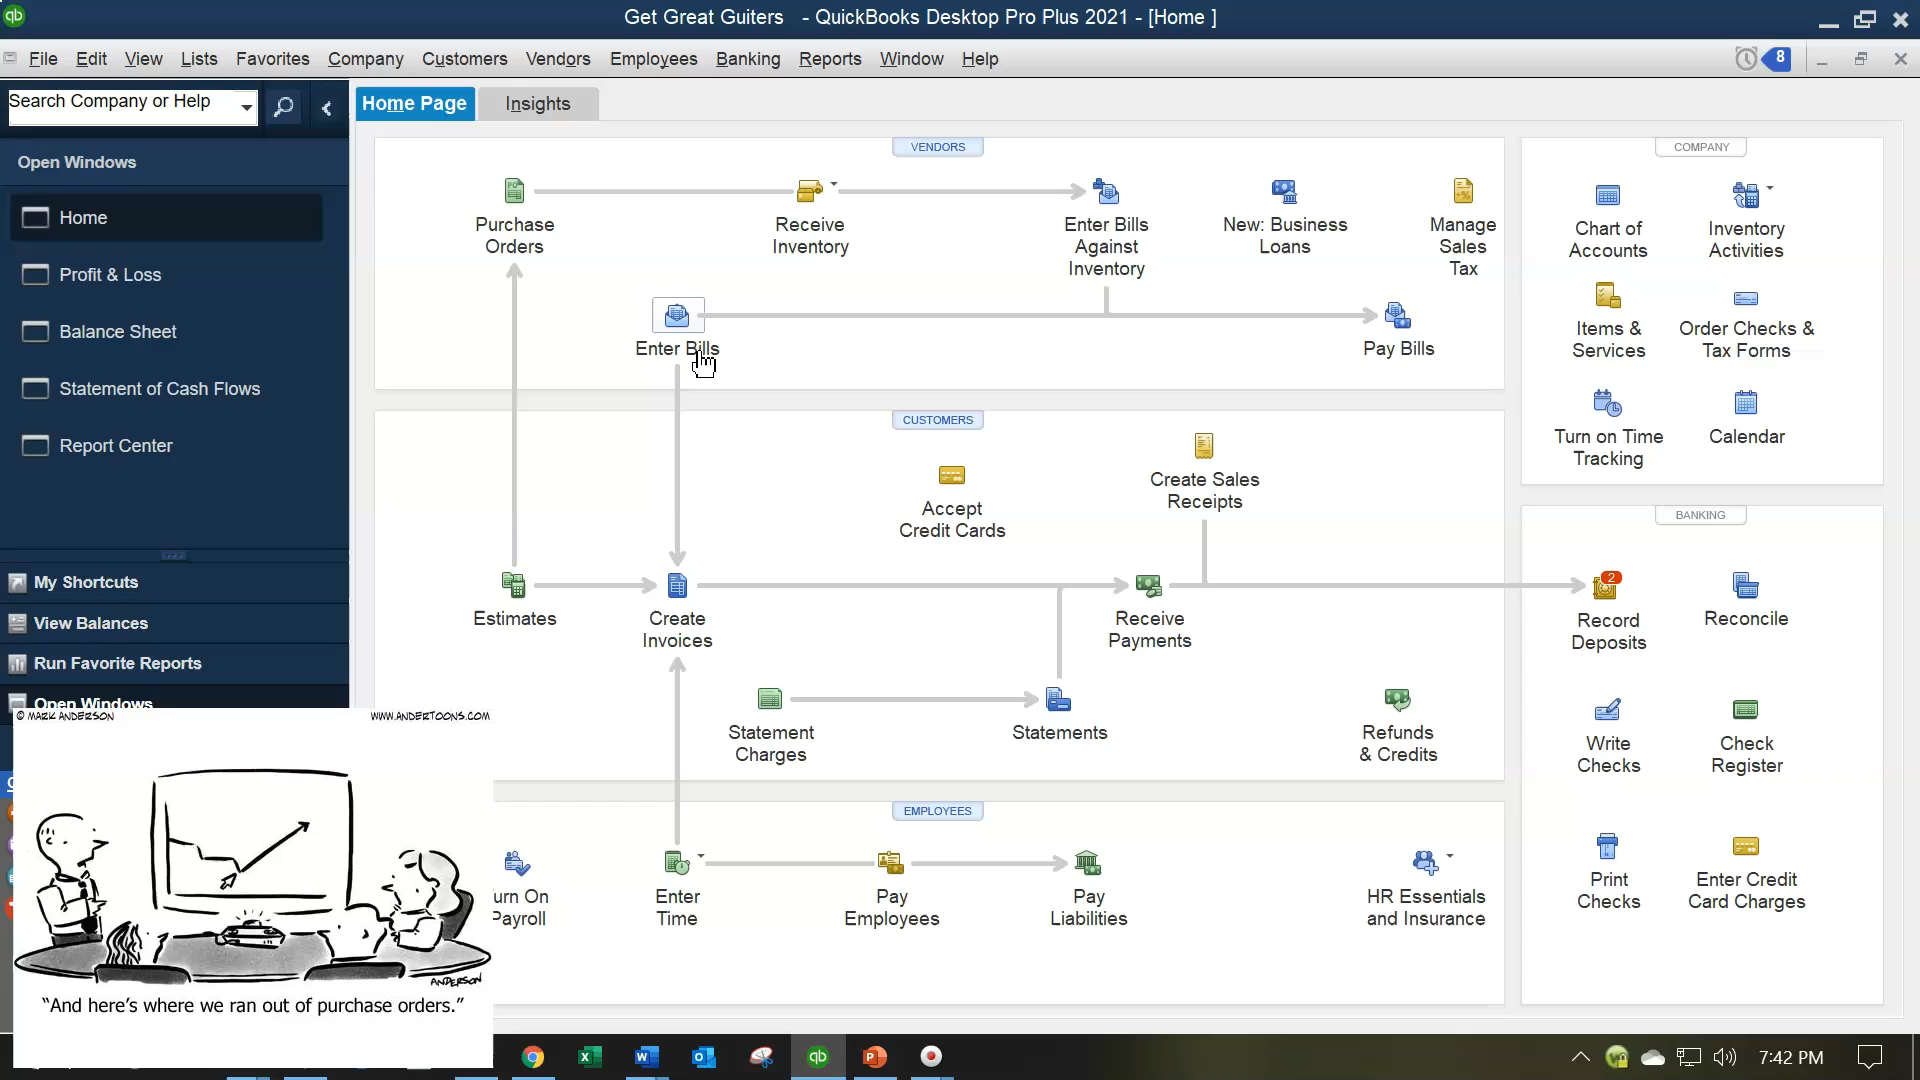 qb
Get Great Guiters - QuickBooks Desktop Pro Plus 2021 - [Home ]
File Edit View Lists Favorites Company Customers Vendors Employees Banking Reports Window Help
8
Search Company or Help
Home Page
Insights
Open Windows
Home
Profit & Loss
Balance Sheet
Statement of Cash Flows
Report Center
My Shortcuts
View Balances
Run Favorite Reports
Open Windows
VENDORS
Purchase
Orders
Receive
Inventory
Enter Bills
Against
Inventory
New: Business
Loans
Manage
Sales
Tax
Enter Bills
Pay Bills
CUSTOMERS
Accept
Credit Cards
Create Sales
Receipts
Estimates
Create
Invoices
Receive
Payments
Statement
Charges
Statements
Refunds
& Credits
EMPLOYEES
urn On
Payroll
Enter
Time
Pay
Employees
Pay
Liabilities
HR Essentials
and Insurance
COMPANY
Chart of
Accounts
Inventory
Activities
Items &
Services
Order Checks &
Tax Forms
Turn on Time
Tracking
Calendar
BANKING
2
Record
Deposits
Reconcile
Write
Checks
Check
Register
Print
Checks
Enter Credit
Card Charges
© MARK ANDERSON
WWW.ANDERTOONS.COM
ANDERSON
“And here’s where we ran out of purchase orders.”
qb
7:42 PM